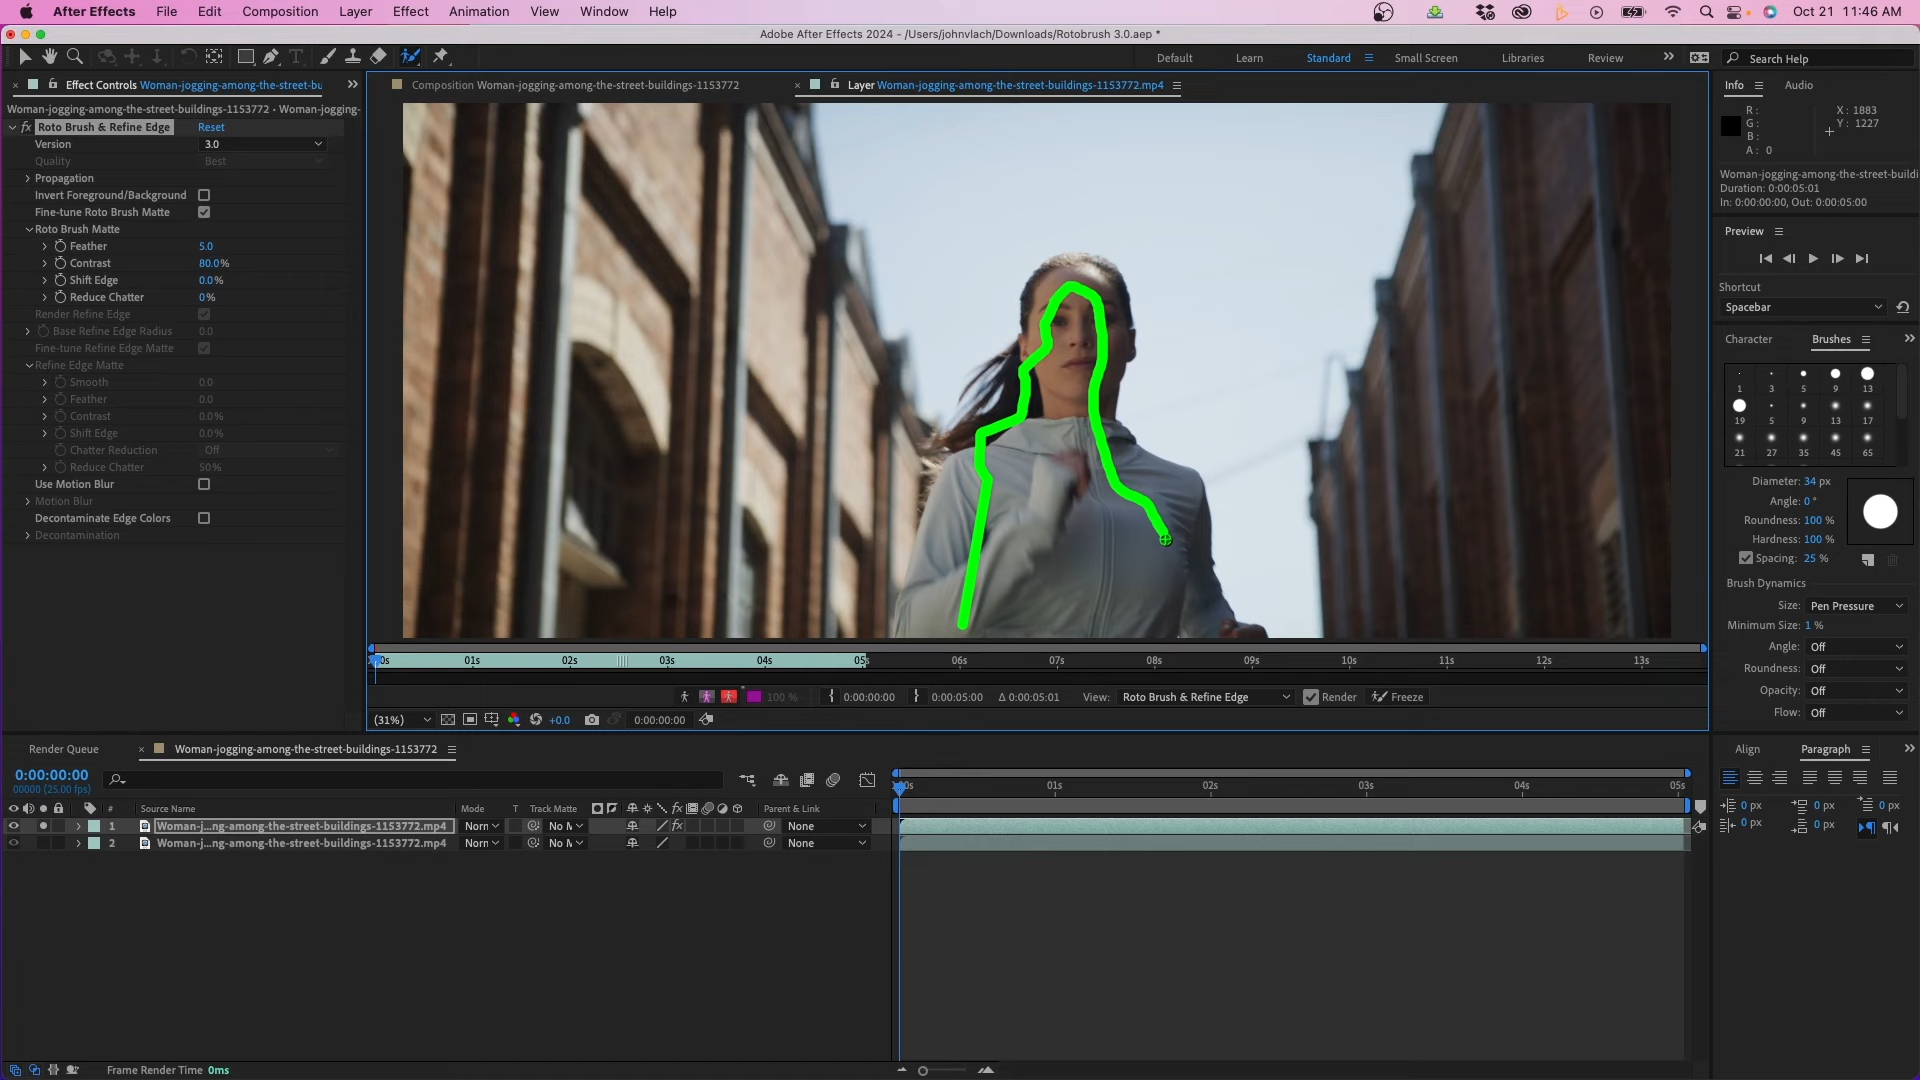 After Effects File Edit Composition Layer Effect Animation View Window Help Oct 21 11:46 AM
Adobe After Effects 2024 - /Users/johnvlach/Downloads/Rotobrush 3.0.aep *
Default Learn Standard Small Screen Libraries Review Search Help
Effect Controls Woman-jogging-among-the-street-bu
Composition Woman-jogging-among-the-street-buildings-1153772
Layer Woman-jogging-among-the-street-buildings-1153772.mp4
Info Audio
Woman-jogging-among-the-street-buildings-1153772 • Woman-jogging-
Roto Brush & Refine Edge Reset
Version 3.0
Quality Best
Propagation
Invert Foreground/Background
Fine-tune Roto Brush Matte
Roto Brush Matte
Feather 5.0
Contrast 80.0%
Shift Edge 0.0%
Reduce Chatter 0%
Render Refine Edge
Base Refine Edge Radius 0.0
Fine-tune Refine Edge Matte
Refine Edge Matte
Smooth 0.0
Feather 0.0
Contrast 0.0%
Shift Edge 0.0%
Chatter Reduction Off
Reduce Chatter 50%
Use Motion Blur
Motion Blur
Decontaminate Edge Colors
Decontamination
R: X: 1883
G: Y: 1227
B:
A: 0
Woman-jogging-among-the-street-buildi
Duration: 0:00:05:01
In: 0:00:00:00, Out: 0:00:05:00
Preview
Shortcut
Spacebar
Character Brushes
1 3 5 9 13
19 5 9 13 17
21 27 35 45 65
Diameter: 34 px
Angle: 0 °
Roundness: 100 %
Hardness: 100 %
Spacing: 25 %
Brush Dynamics
Size: Pen Pressure
Minimum Size: 1 %
Angle: Off
Roundness: Off
Opacity: Off
Flow: Off
01s 02s 03s 04s 05s 06s 07s 08s 09s 10s 11s 12s 13s
100 % 0:00:00:00 0:00:05:00 Δ 0:00:05:01 View: Roto Brush & Refine Edge Render Freeze
(31%) +0.0 0:00:00:00
Render Queue Woman-jogging-among-the-street-buildings-1153772
Align Paragraph
0:00:00:00
00000 (25.00 fps)
01s 02s 03s 04s 05s
# Source Name Mode T Track Matte fx Parent & Link
1 Woman-j...ng-among-the-street-buildings-1153772.mp4 Norn No M fx None
2 Woman-j...ng-among-the-street-buildings-1153772.mp4 Norn No M None
0 px 0 px 0 px
0 px 0 px
Frame Render Time 0ms